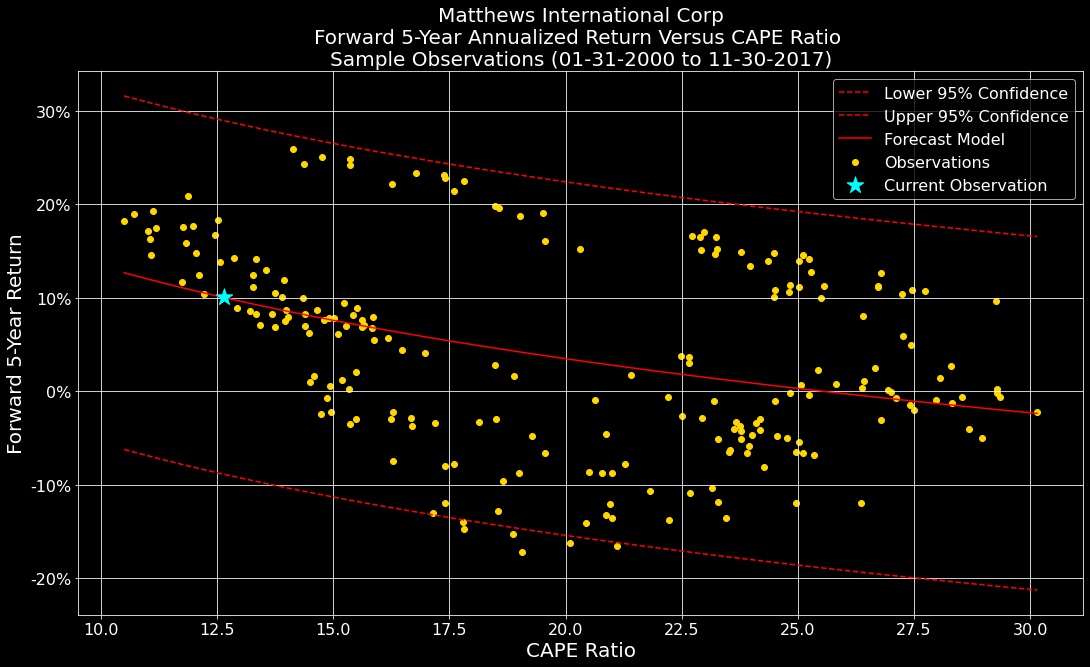 Matthews International Corp
Forward 5-Year Annualized Return Versus CAPE Ratio
Sample Observations (01-31-2000 to 11-30-2017)
Lower 95% Confidence
Upper 95% Confidence
Forecast Model
Observations
Current Observation
Forward 5-Year Return
30%
20%
10%
0%
-10%
-20%
10.0 12.5 15.0 17.5 20.0 22.5 25.0 27.5 30.0
CAPE Ratio